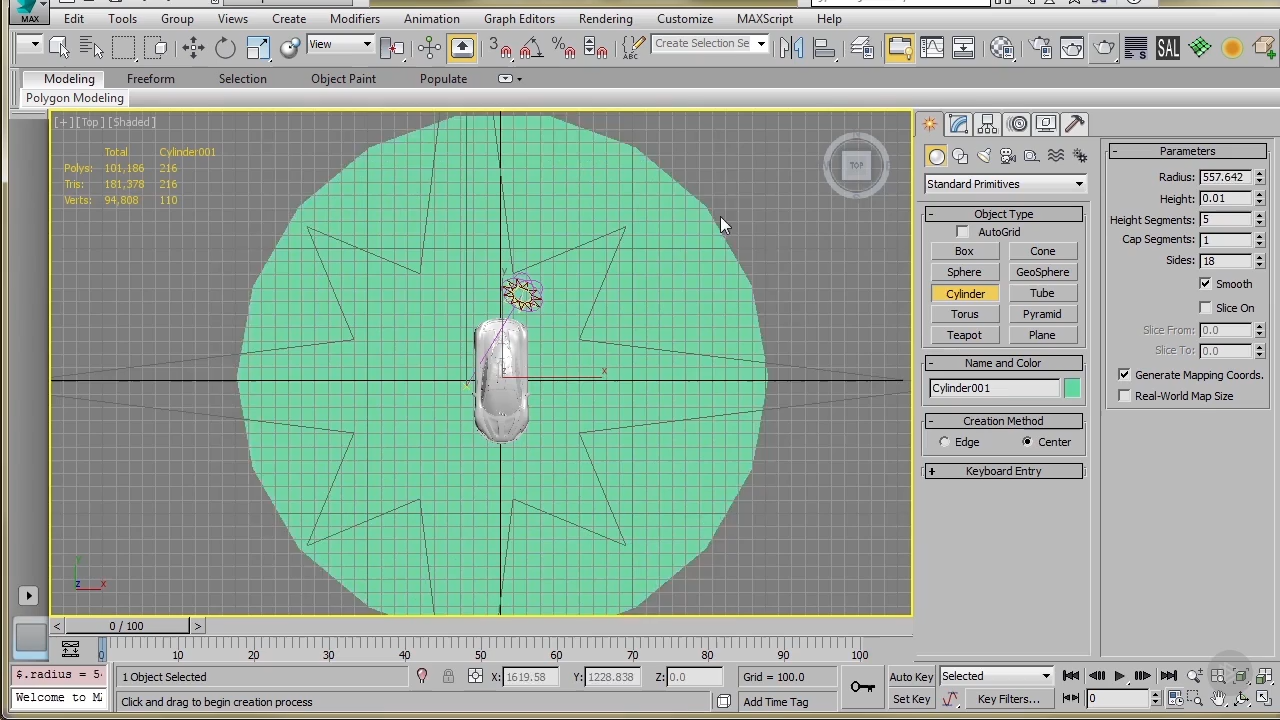 MAX
Edit Tools Group Views Create Modifiers Animation Graph Editors Rendering Customize MAXScript Help
View 3 % ABC Create Selection Se SAL
Modeling Freeform Selection Object Paint Populate
Polygon Modeling
[+] [Top] [Shaded]
Total Cylinder001
Polys: 101,186 216
Tris: 181,378 216
Verts: 94,808 110
TOP
Standard Primitives
- Object Type
AutoGrid
Box Cone
Sphere GeoSphere
Cylinder Tube
Torus Pyramid
Teapot Plane
- Name and Color
Cylinder001
- Creation Method
Edge Center
+ Keyboard Entry
- Parameters
Radius: 557.642
Height: 0.01
Height Segments: 5
Cap Segments: 1
Sides: 18
Smooth
Slice On
Slice From: 0.0
Slice To: 0.0
Generate Mapping Coords.
Real-World Map Size
y
x
z
y
z x
< 0 / 100 >
0 10 20 30 40 50 60 70 80 90 100
$.radius = 5 1 Object Selected X: 1619.58 Y: 1228.838 Z: 0.0 Grid = 100.0 Auto Key Selected
Welcome to M Click and drag to begin creation process Add Time Tag Set Key Key Filters... 0